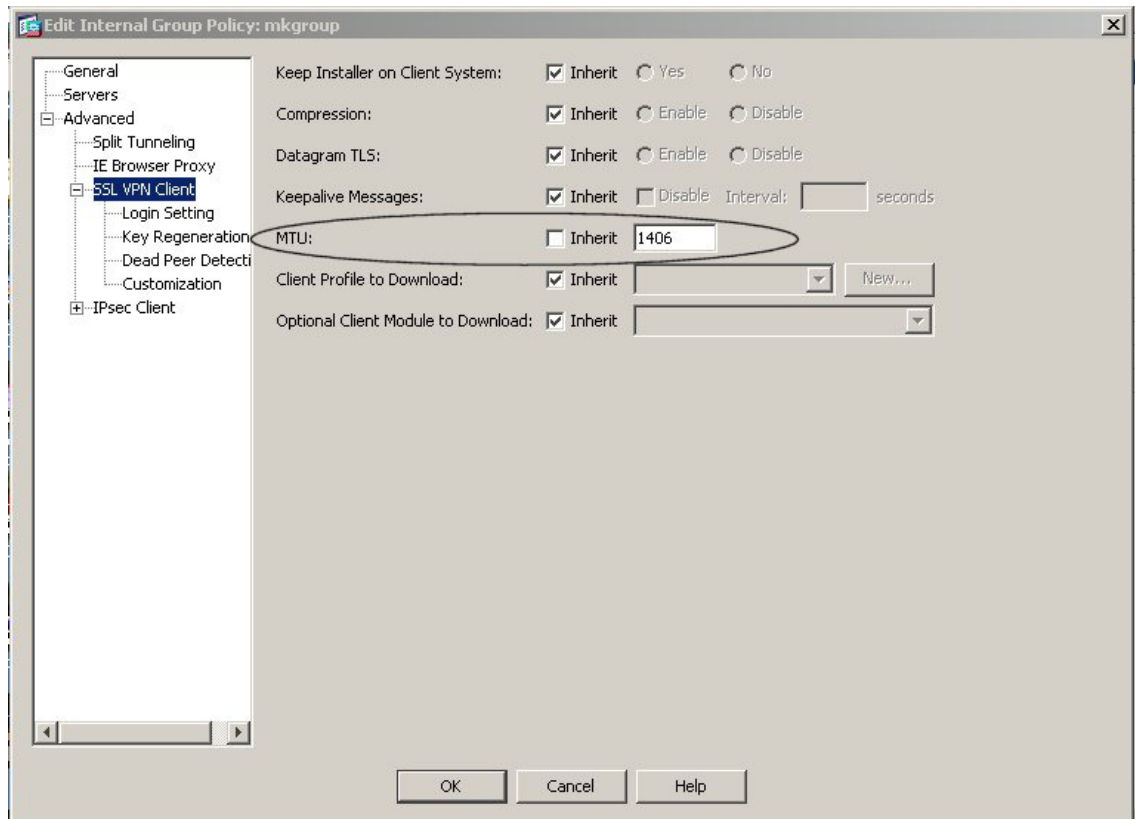 Edit Internal Group Policy: mkgroup
General
Servers
Advanced
Split Tunneling
IE Browser Proxy
SSL VPN Client
Login Setting
Key Regeneration
Dead Peer Detecti
Customization
IPsec Client
Keep Installer on Client System: Inherit Yes No
Compression: Inherit Enable Disable
Datagram TLS: Inherit Enable Disable
Keepalive Messages: Inherit Disable Interval: seconds
MTU: Inherit 1406
Client Profile to Download: Inherit New...
Optional Client Module to Download: Inherit
OK Cancel Help